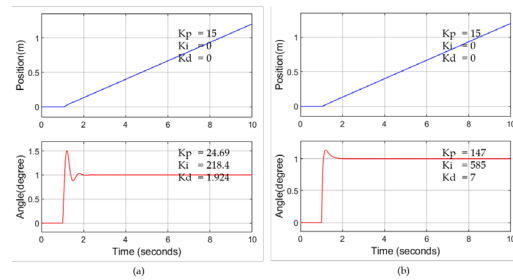 Position(m)
1
0.5
0
Kp = 15
Ki = 0
Kd = 0
0 2 4 6 8 10
Angle(degree)
1.5
1
0.5
0
Kp = 24.69
Ki = 218.4
Kd = 1.924
0 2 4 6 8 10
Time (seconds)
(a)
Position(m)
1
0.5
0
Kp = 15
Ki = 0
Kd = 0
0 2 4 6 8 10
Angle(degree)
1
0.5
0
Kp = 147
Ki = 585
Kd = 7
0 2 4 6 8 10
Time (seconds)
(b)